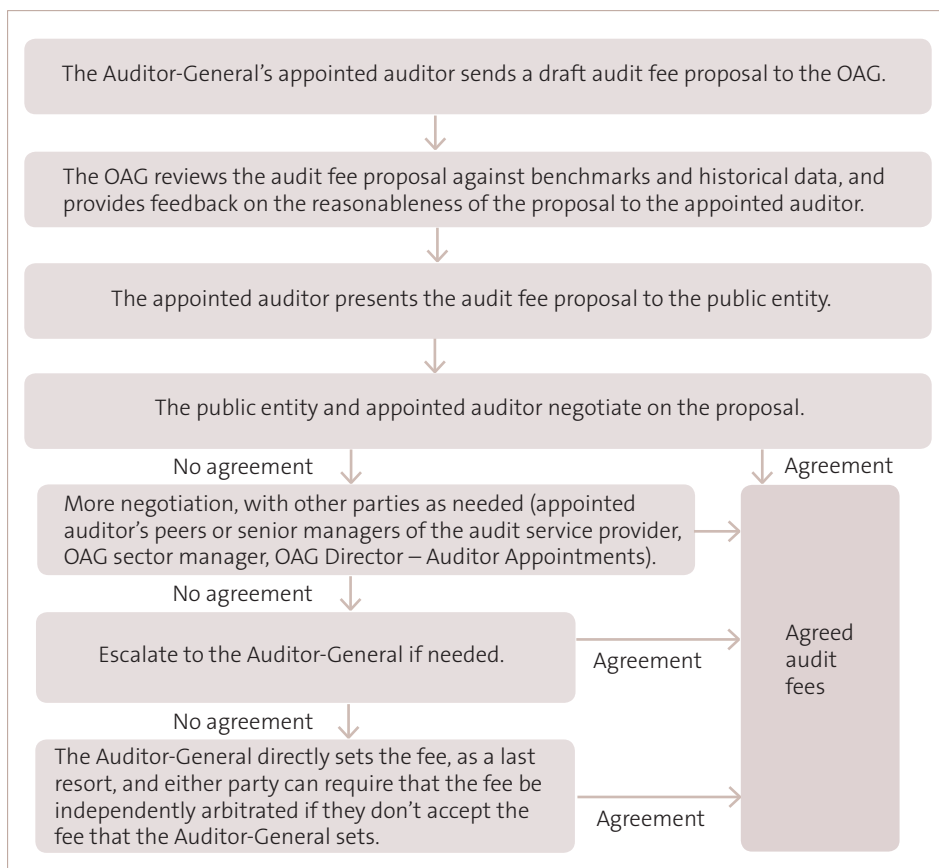 The Auditor-General’s appointed auditor sends a draft audit fee proposal to the OAG.
The OAG reviews the audit fee proposal against benchmarks and historical data, and
provides feedback on the reasonableness of the proposal to the appointed auditor.
The appointed auditor presents the audit fee proposal to the public entity.
The public entity and appointed auditor negotiate on the proposal.
No agreement
Agreement
More negotiation, with other parties as needed (appointed
auditor’s peers or senior managers of the audit service provider,
OAG sector manager, OAG Director – Auditor Appointments).
No agreement
Escalate to the Auditor-General if needed.
Agreement
Agreed
audit
fees
No agreement
The Auditor-General directly sets the fee, as a last
resort, and either party can require that the fee be
independently arbitrated if they don’t accept the
fee that the Auditor-General sets.
Agreement